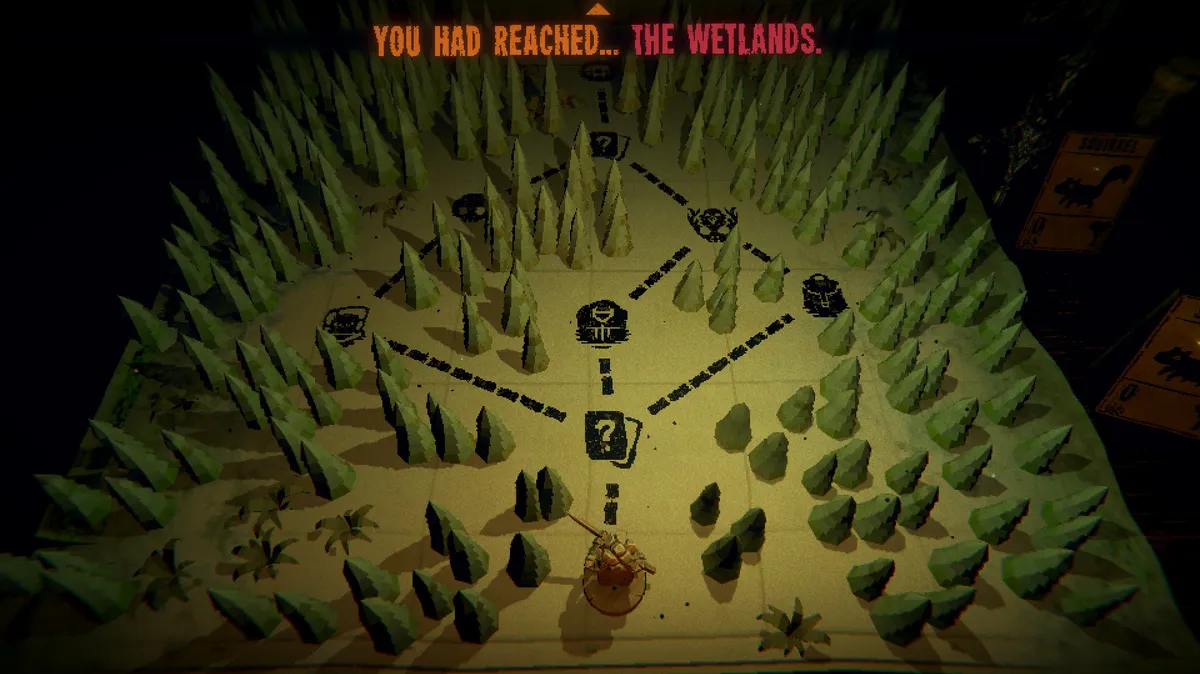 YOU HAD REACHED... THE WETLANDS.
?
SQUIRREL
?